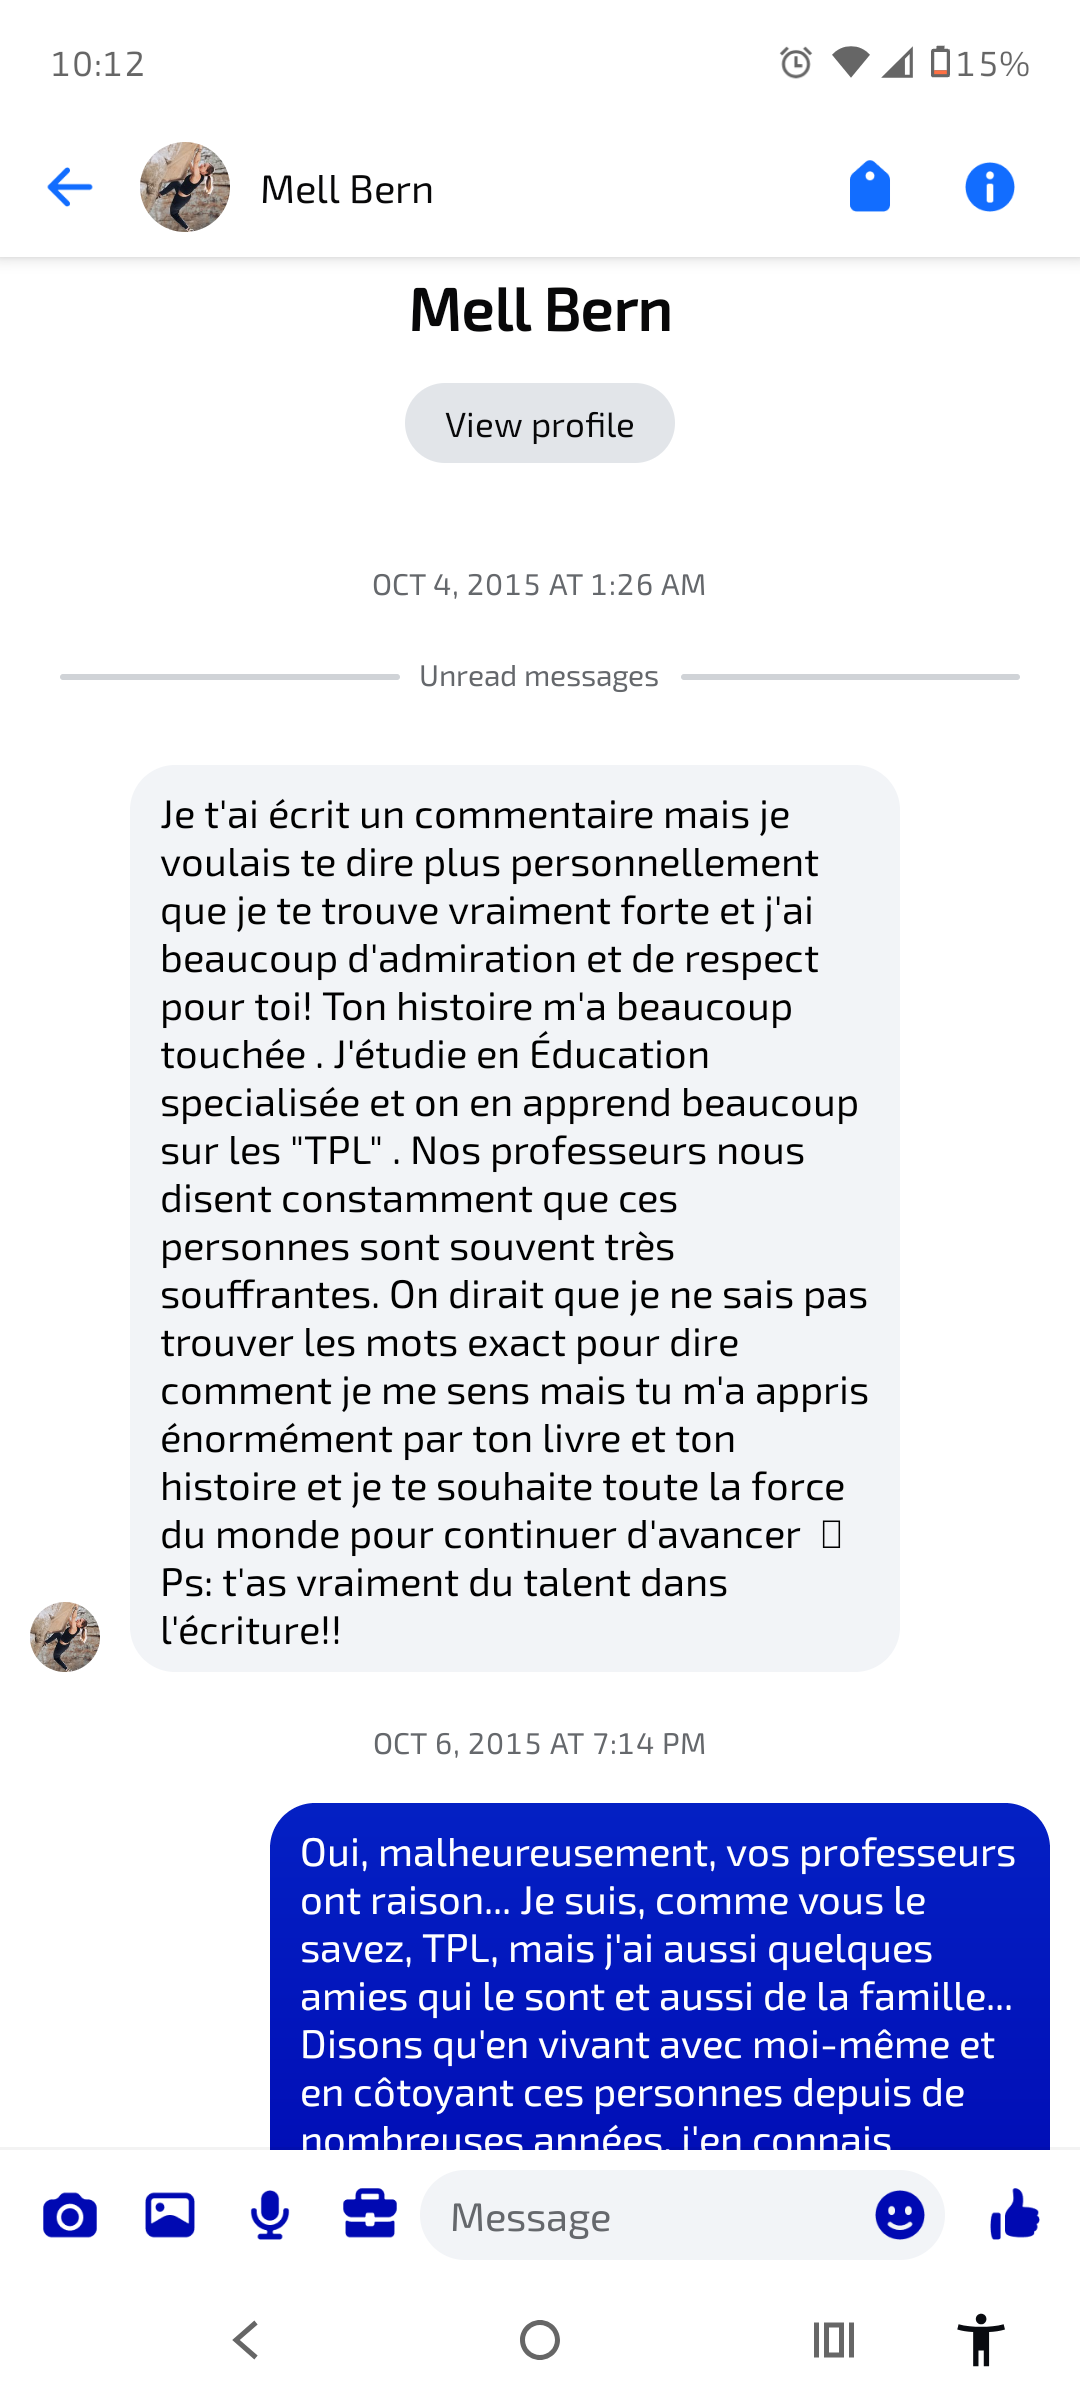 10:12
15%
Mell Bern
Mell Bern
View profile
OCT 4, 2015 AT 1:26 AM
Unread messages
Je t'ai écrit un commentaire mais je
voulais te dire plus personnellement
que je te trouve vraiment forte et j'ai
beaucoup d'admiration et de respect
pour toi! Ton histoire m'a beaucoup
touchée . J'étudie en Éducation
specialisée et on en apprend beaucoup
sur les "TPL" . Nos professeurs nous
disent constamment que ces
personnes sont souvent très
souffrantes. On dirait que je ne sais pas
trouver les mots exact pour dire
comment je me sens mais tu m'a appris
énormément par ton livre et ton
histoire et je te souhaite toute la force
du monde pour continuer d'avancer
Ps: t'as vraiment du talent dans
l'écriture!!
OCT 6, 2015 AT 7:14 PM
Oui, malheureusement, vos professeurs
ont raison... Je suis, comme vous le
savez, TPL, mais j'ai aussi quelques
amies qui le sont et aussi de la famille...
Disons qu'en vivant avec moi-même et
en côtoyant ces personnes depuis de
nombreuses années, j'en connais
Message